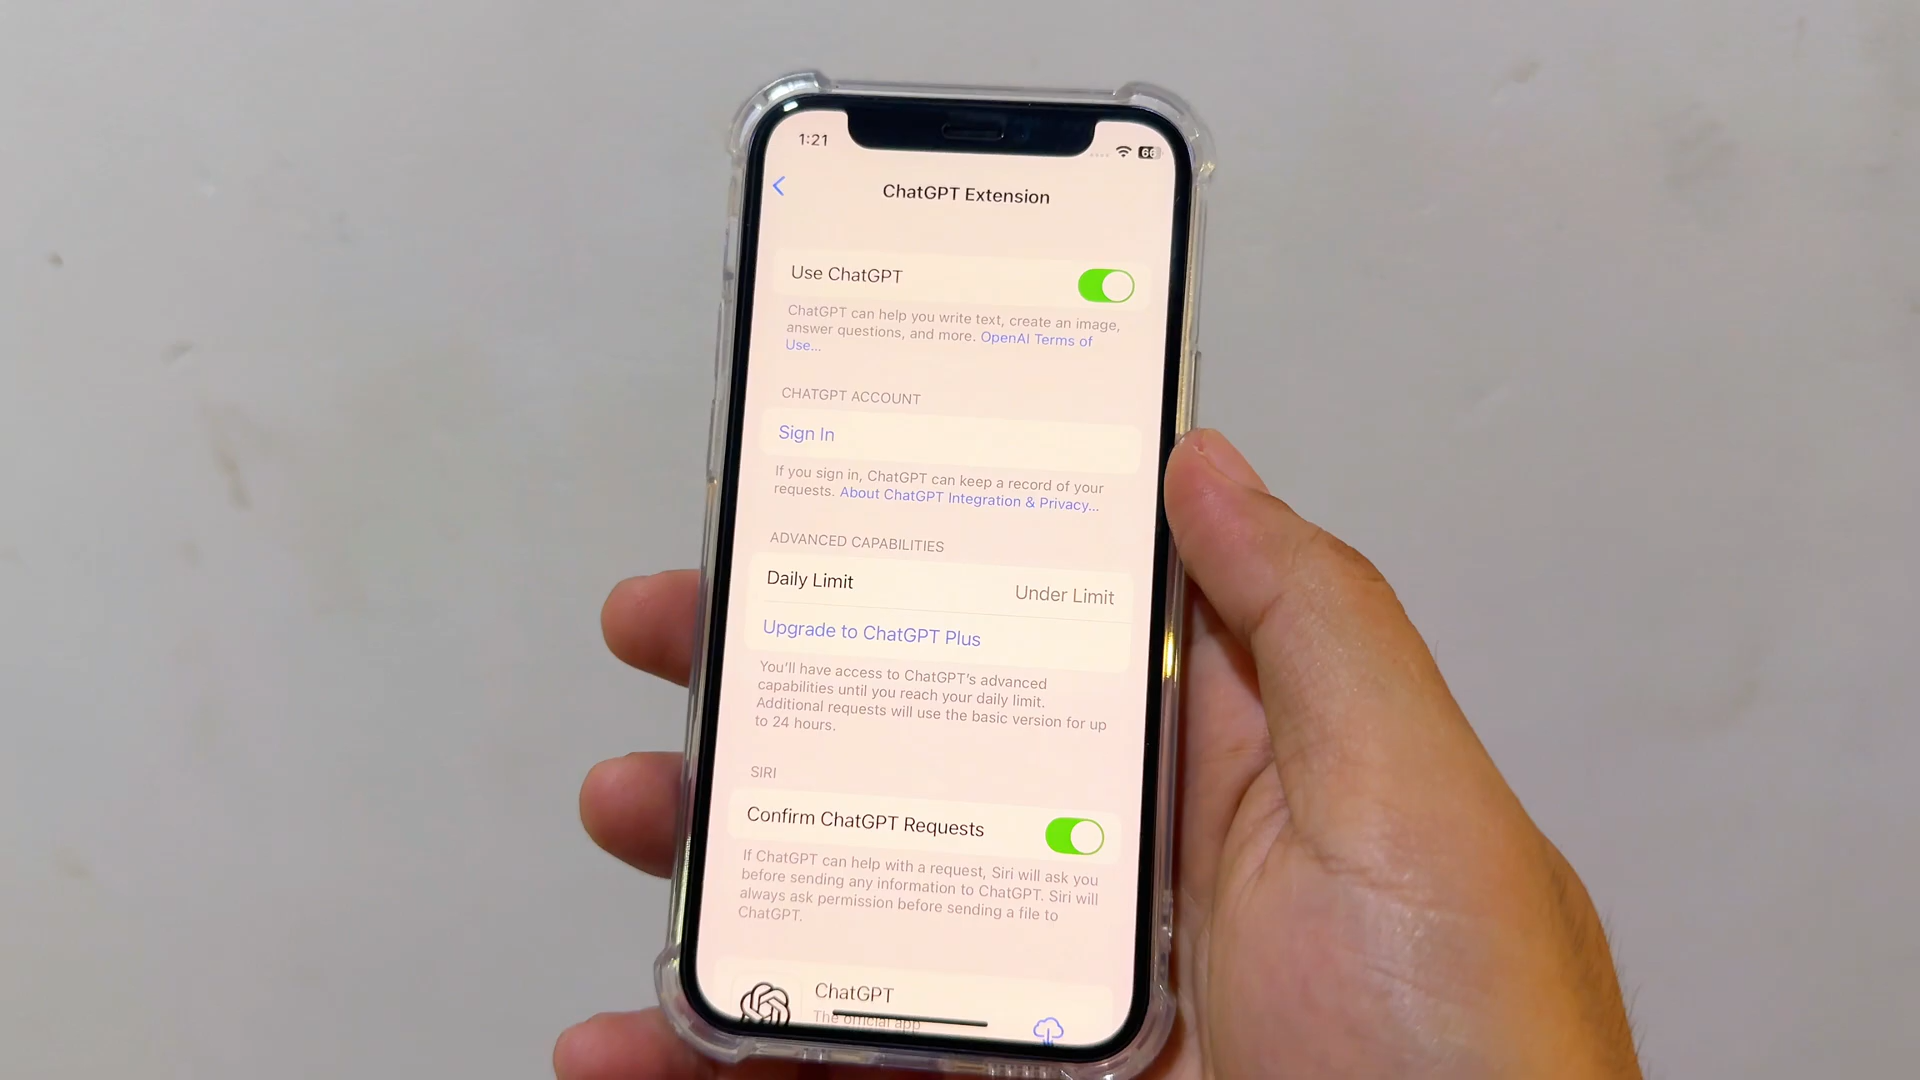 1:21
66
ChatGPT Extension
Use ChatGPT
ChatGPT can help you write text, create an image,
answer questions, and more. OpenAI Terms of
Use...
CHATGPT ACCOUNT
Sign In
If you sign in, ChatGPT can keep a record of your
requests. About ChatGPT Integration & Privacy...
ADVANCED CAPABILITIES
Daily Limit Under Limit
Upgrade to ChatGPT Plus
You'll have access to ChatGPT's advanced
capabilities until you reach your daily limit.
Additional requests will use the basic version for up
to 24 hours.
SIRI
Confirm ChatGPT Requests
If ChatGPT can help with a request, Siri will ask you
before sending any information to ChatGPT. Siri will
always ask permission before sending a file to
ChatGPT.
ChatGPT
The official app